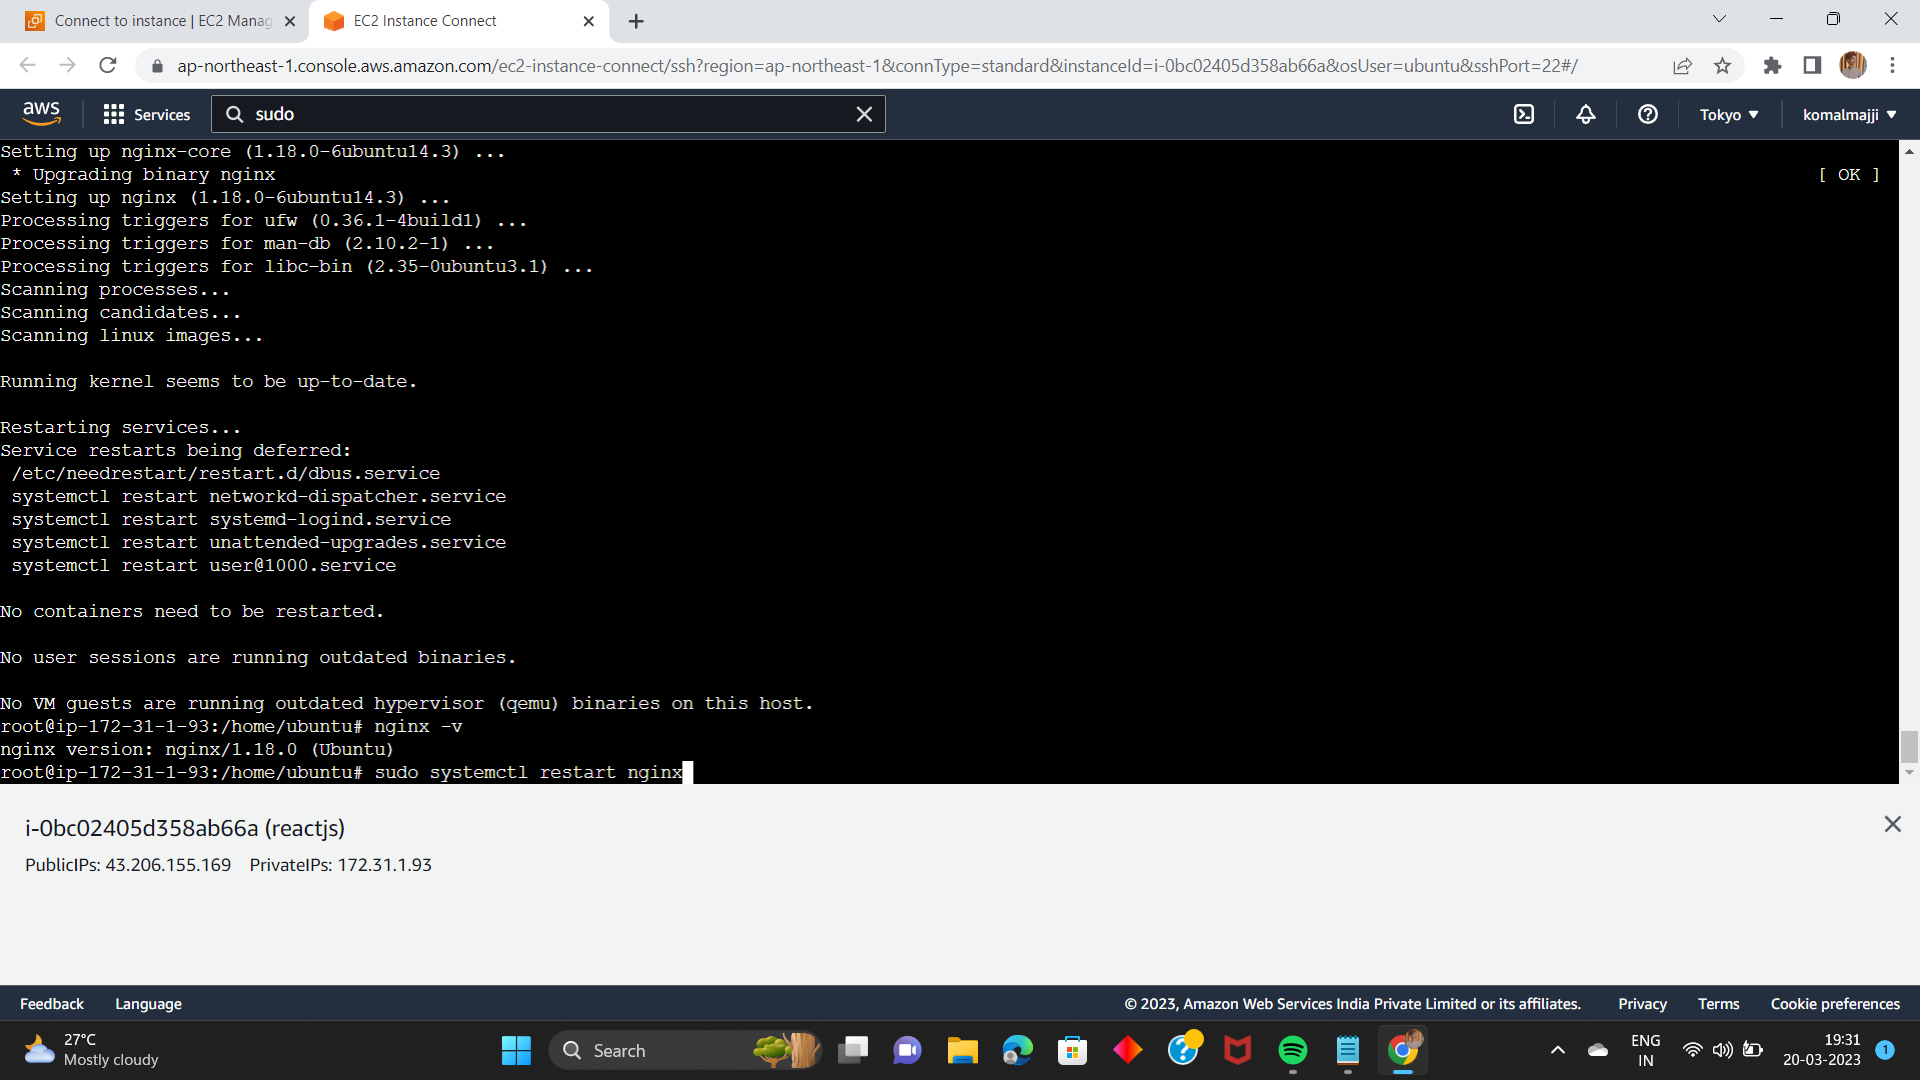 Connect to instance | EC2 Manag
EC2 Instance Connect
ap-northeast-1.console.aws.amazon.com/ec2-instance-connect/ssh?region=ap-northeast-1&connType=standard&instanceId=i-0bc02405d358ab66a&osUser=ubuntu&sshPort=22#/
aws
Services
sudo
Tokyo
komalmajji
Setting up nginx-core (1.18.0-6ubuntu14.3) ...
* Upgrading binary nginx [ OK ]
Setting up nginx (1.18.0-6ubuntu14.3) ...
Processing triggers for ufw (0.36.1-4build1) ...
Processing triggers for man-db (2.10.2-1) ...
Processing triggers for libc-bin (2.35-0ubuntu3.1) ...
Scanning processes...
Scanning candidates...
Scanning linux images...
Running kernel seems to be up-to-date.
Restarting services...
Service restarts being deferred:
/etc/needrestart/restart.d/dbus.service
systemctl restart networkd-dispatcher.service
systemctl restart systemd-logind.service
systemctl restart unattended-upgrades.service
systemctl restart user@1000.service
No containers need to be restarted.
No user sessions are running outdated binaries.
No VM guests are running outdated hypervisor (qemu) binaries on this host.
root@ip-172-31-1-93:/home/ubuntu# nginx -v
nginx version: nginx/1.18.0 (Ubuntu)
root@ip-172-31-1-93:/home/ubuntu# sudo systemctl restart nginx
i-0bc02405d358ab66a (reactjs)
PublicIPs: 43.206.155.169 PrivateIPs: 172.31.1.93
Feedback Language © 2023, Amazon Web Services India Private Limited or its affiliates. Privacy Terms Cookie preferences
27°C
Mostly cloudy
Search
ENG
IN
19:31
20-03-2023
1